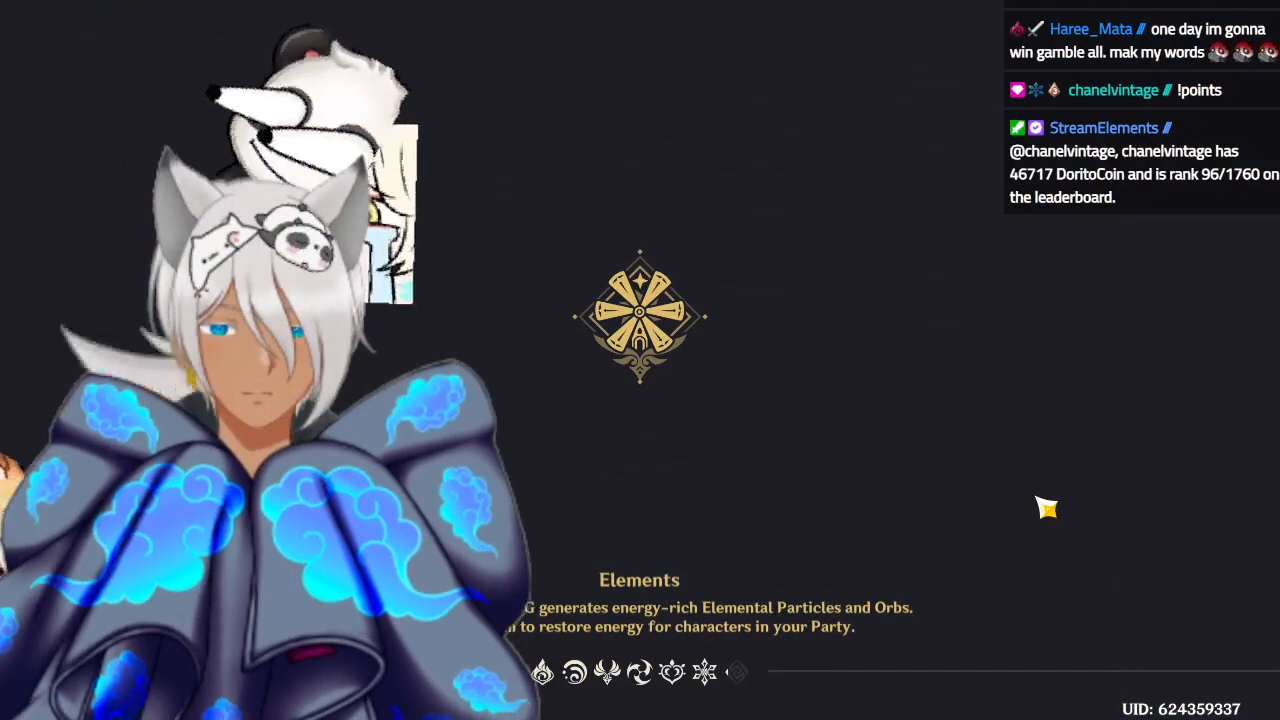 Haree_Mata // one day im gonna
win gamble all. mak my words
chanelvintage // !points
StreamElements //
@chanelvintage, chanelvintage has
46717 DoritoCoin and is rank 96/1760 on
the leaderboard.
Elements
G generates energy-rich Elemental Particles and Orbs.
to restore energy for characters in your Party.
UID: 624359337